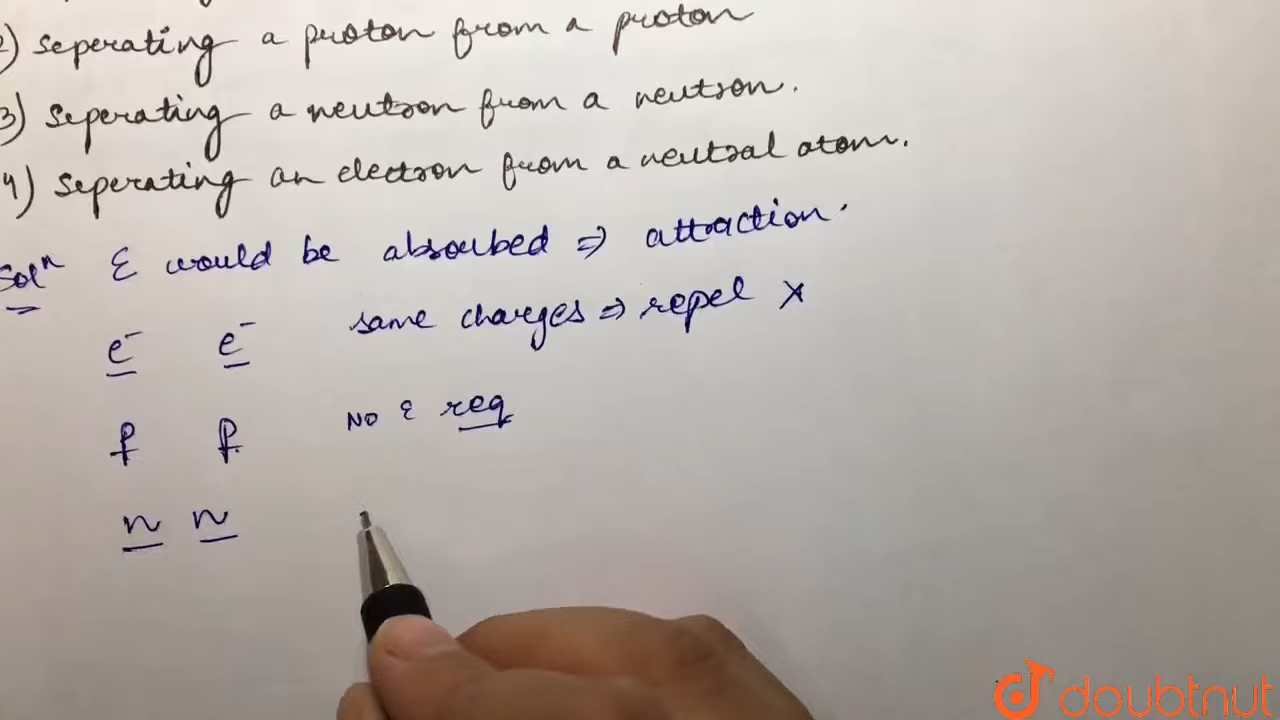 2) seperating a proton from a proton
3) seperating a neutron from a neutron.
4) seperating an electron from a neutral atom.
Solⁿ ε would be absorbed ⇒ attraction.
e⁻ e⁻ same charges ⇒ repel ×
p p NO ε req
n n
doubtnut